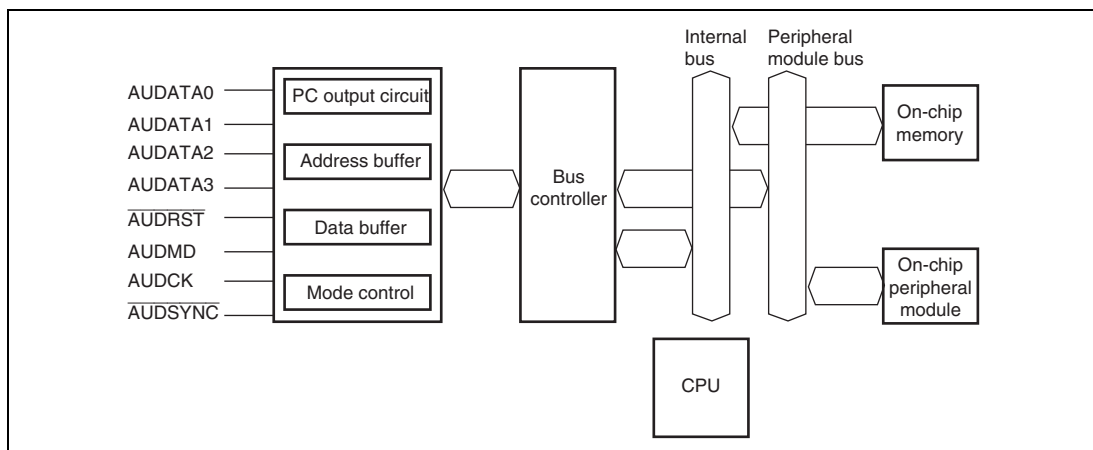 AUDATA0
AUDATA1
AUDATA2
AUDATA3
AUDRST
AUDMD
AUDCK
AUDSYNC
PC output circuit
Address buffer
Data buffer
Mode control
Bus
controller
Internal
bus
Peripheral
module bus
On-chip
memory
On-chip
peripheral
module
CPU